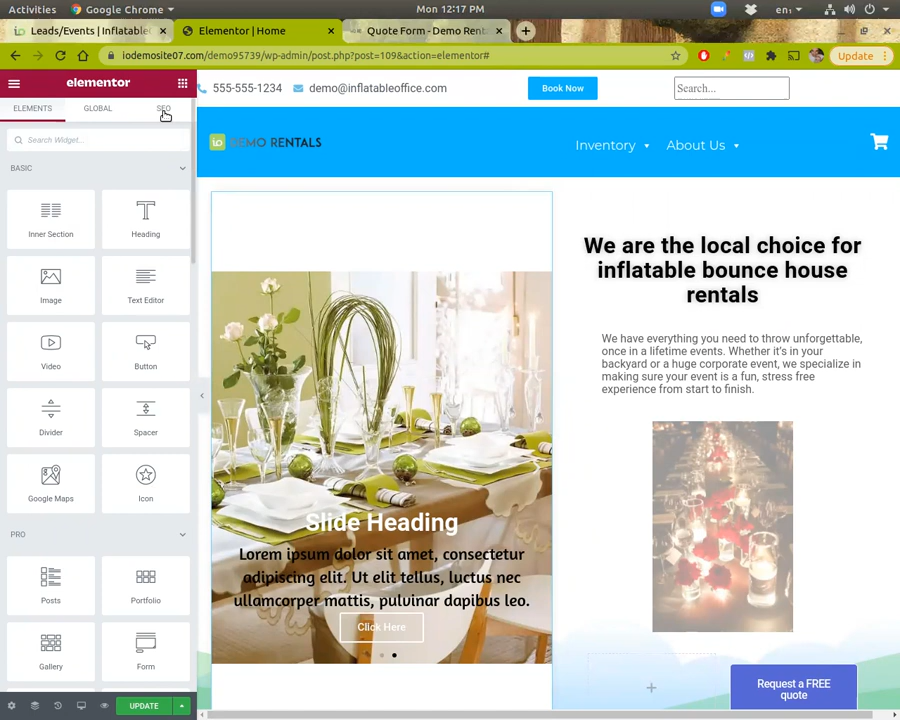 Activities
Google Chrome
Mon 12:17 PM
en₁
Leads/Events | Inflatable
Elementor | Home
Quote Form - Demo Rent
iodemosite07.com/demo95739/wp-admin/post.php?post=109&action=elementor#
Update
elementor
ELEMENTS
GLOBAL
SEO
Search Widget...
BASIC
Inner Section
Heading
Image
Text Editor
Video
Button
Divider
Spacer
Google Maps
Icon
PRO
Posts
Portfolio
Gallery
Form
UPDATE
555-555-1234
demo@inflatableoffice.com
Book Now
Search...
io
DEMO RENTALS
Inventory
About Us
Slide Heading
Lorem ipsum dolor sit amet, consectetur
adipiscing elit. Ut elit tellus, luctus nec
ullamcorper mattis, pulvinar dapibus leo.
Click Here
We are the local choice for
inflatable bounce house
rentals
We have everything you need to throw unforgettable,
once in a lifetime events. Whether it's in your
backyard or a huge corporate event, we specialize in
making sure your event is a fun, stress free
experience from start to finish.
Request a FREE
quote